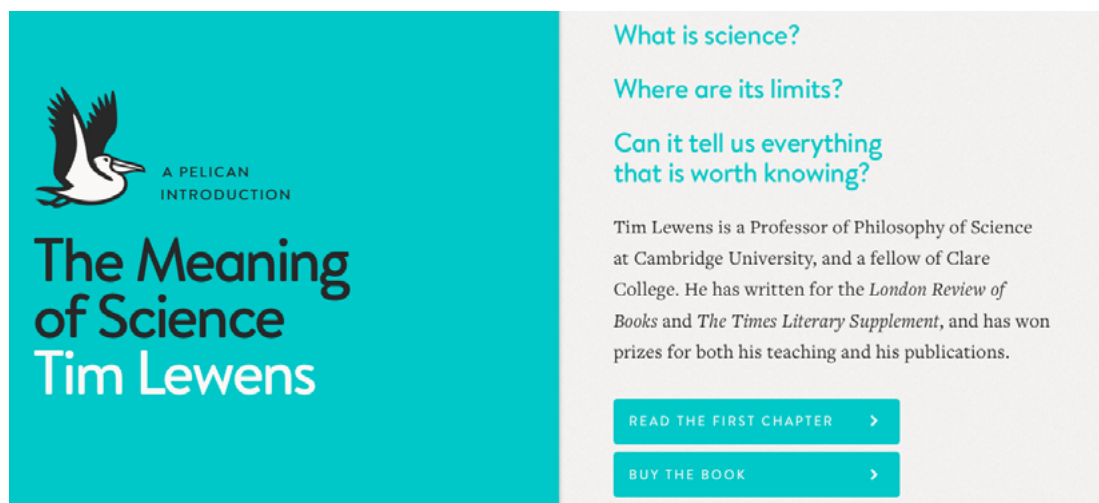 A PELICAN
INTRODUCTION
The Meaning
of Science
Tim Lewens
What is science?
Where are its limits?
Can it tell us everything
that is worth knowing?
Tim Lewens is a Professor of Philosophy of Science
at Cambridge University, and a fellow of Clare
College. He has written for the London Review of
Books and The Times Literary Supplement, and has won
prizes for both his teaching and his publications.
READ THE FIRST CHAPTER
BUY THE BOOK